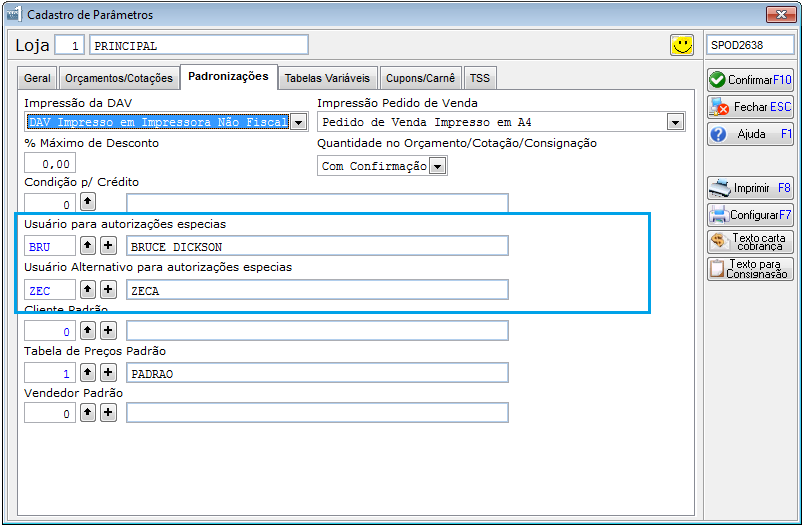 Cadastro de Parâmetros
Loja 1 PRINCIPAL
SPOD2638
Geral Orçamentos/Cotações Padronizações Tabelas Variáveis Cupons/Carnê TSS
Confirmar F10
Fechar ESC
Ajuda F1
Imprimir F8
Configurar F7
Texto carta
cobrança
Texto para
Consignasão
Impressão da DAV Impressão Pedido de Venda
DAV Impresso em Impressora Não Fiscal Pedido de Venda Impresso em A4
% Máximo de Desconto Quantidade no Orçamento/Cotação/Consignação
0,00 Com Confirmação
Condição p/ Crédito
0
Usuário para autorizações especias
BRU BRUCE DICKSON
Usuário Alternativo para autorizações especias
ZEC ZECA
Cliente Padrão
0
Tabela de Preços Padrão
1 PADRAO
Vendedor Padrão
0